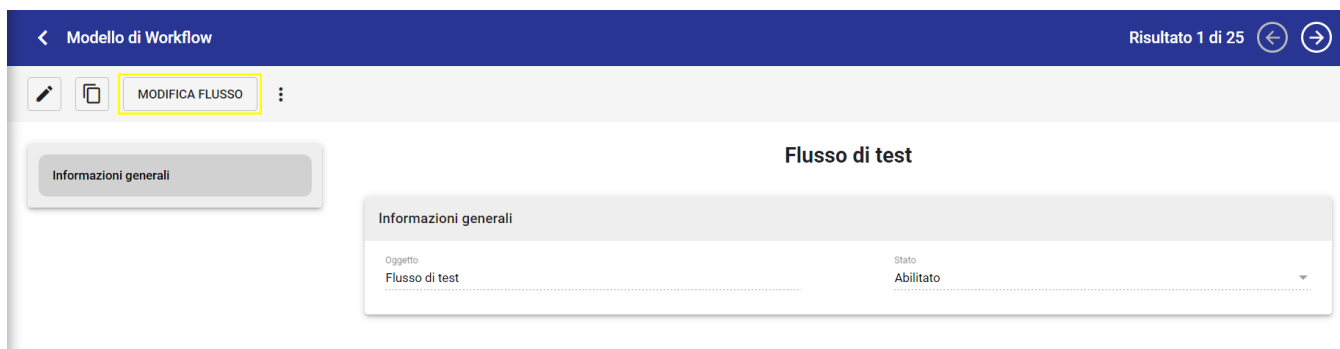 Modello di Workflow
Risultato 1 di 25
MODIFICA FLUSSO
Informazioni generali
Flusso di test
Informazioni generali
Oggetto
Flusso di test
Stato
Abilitato